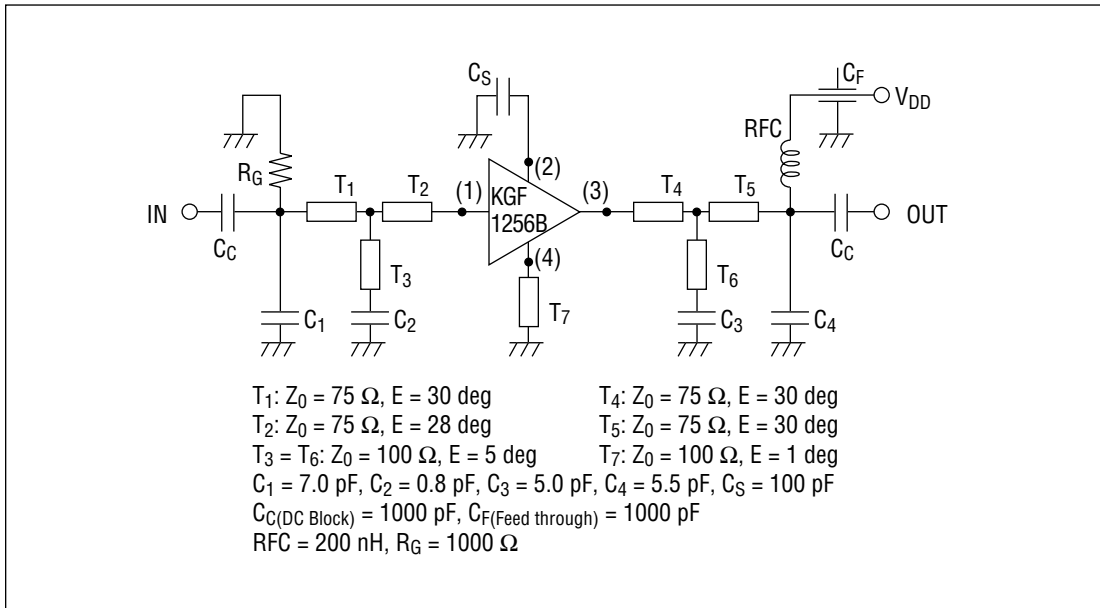 C_S
C_F
V_DD
RFC
R_G
T_1
T_2
(1)
(2)
KGF
1256B
(3)
T_4
T_5
IN
OUT
C_C
C_C
(4)
T_3
T_6
T_7
C_1
C_2
C_3
C_4
T_1: Z_0 = 75 Ω, E = 30 deg
T_4: Z_0 = 75 Ω, E = 30 deg
T_2: Z_0 = 75 Ω, E = 28 deg
T_5: Z_0 = 75 Ω, E = 30 deg
T_3 = T_6: Z_0 = 100 Ω, E = 5 deg
T_7: Z_0 = 100 Ω, E = 1 deg
C_1 = 7.0 pF, C_2 = 0.8 pF, C_3 = 5.0 pF, C_4 = 5.5 pF, C_S = 100 pF
C_C(DC Block) = 1000 pF, C_F(Feed through) = 1000 pF
RFC = 200 nH, R_G = 1000 Ω